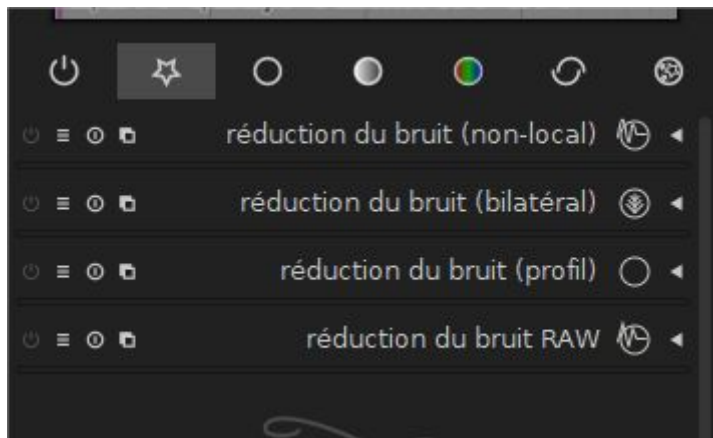 réduction du bruit (non-local)
réduction du bruit (bilatéral)
réduction du bruit (profil)
réduction du bruit RAW